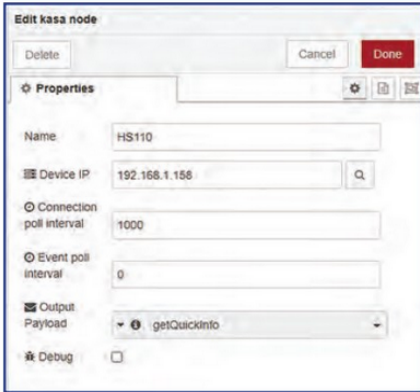 Edit kasa node
Delete
Cancel
Done
Properties
Name
HS110
Device IP
192.168.1.158
Connection
poll interval
1000
Event poll
interval
0
Output
Payload
getQuickInfo
Debug